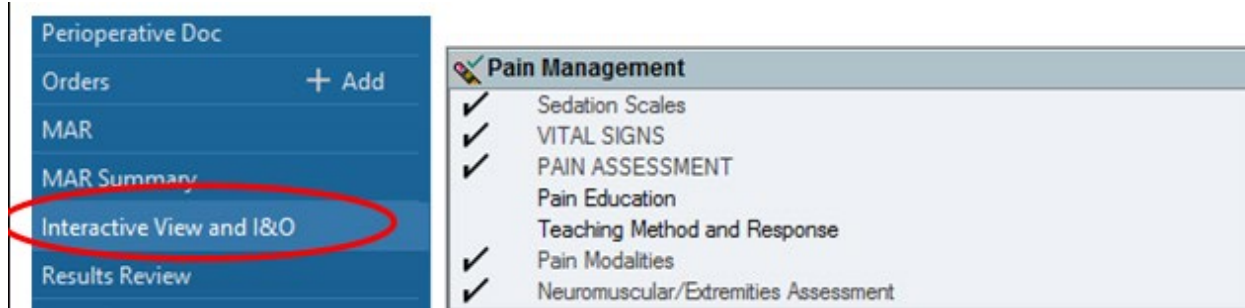 Perioperative Doc
Orders + Add
MAR
MAR Summary
Interactive View and I&O
Results Review
Pain Management
Sedation Scales
VITAL SIGNS
PAIN ASSESSMENT
Pain Education
Teaching Method and Response
Pain Modalities
Neuromuscular/Extremities Assessment